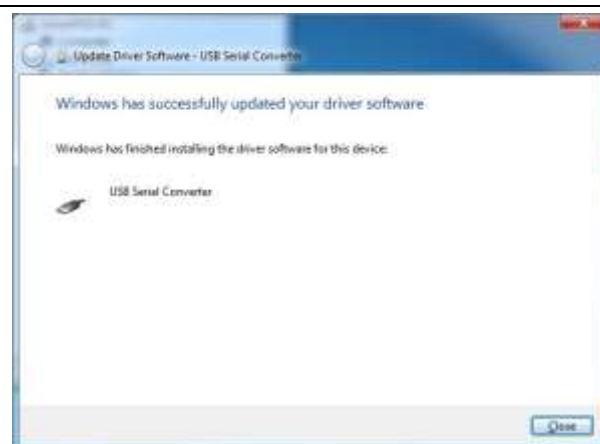 Update Driver Software - USB Serial Converter
Windows has successfully updated your driver software
Windows has finished installing the driver software for this device:
USB Serial Converter
Close